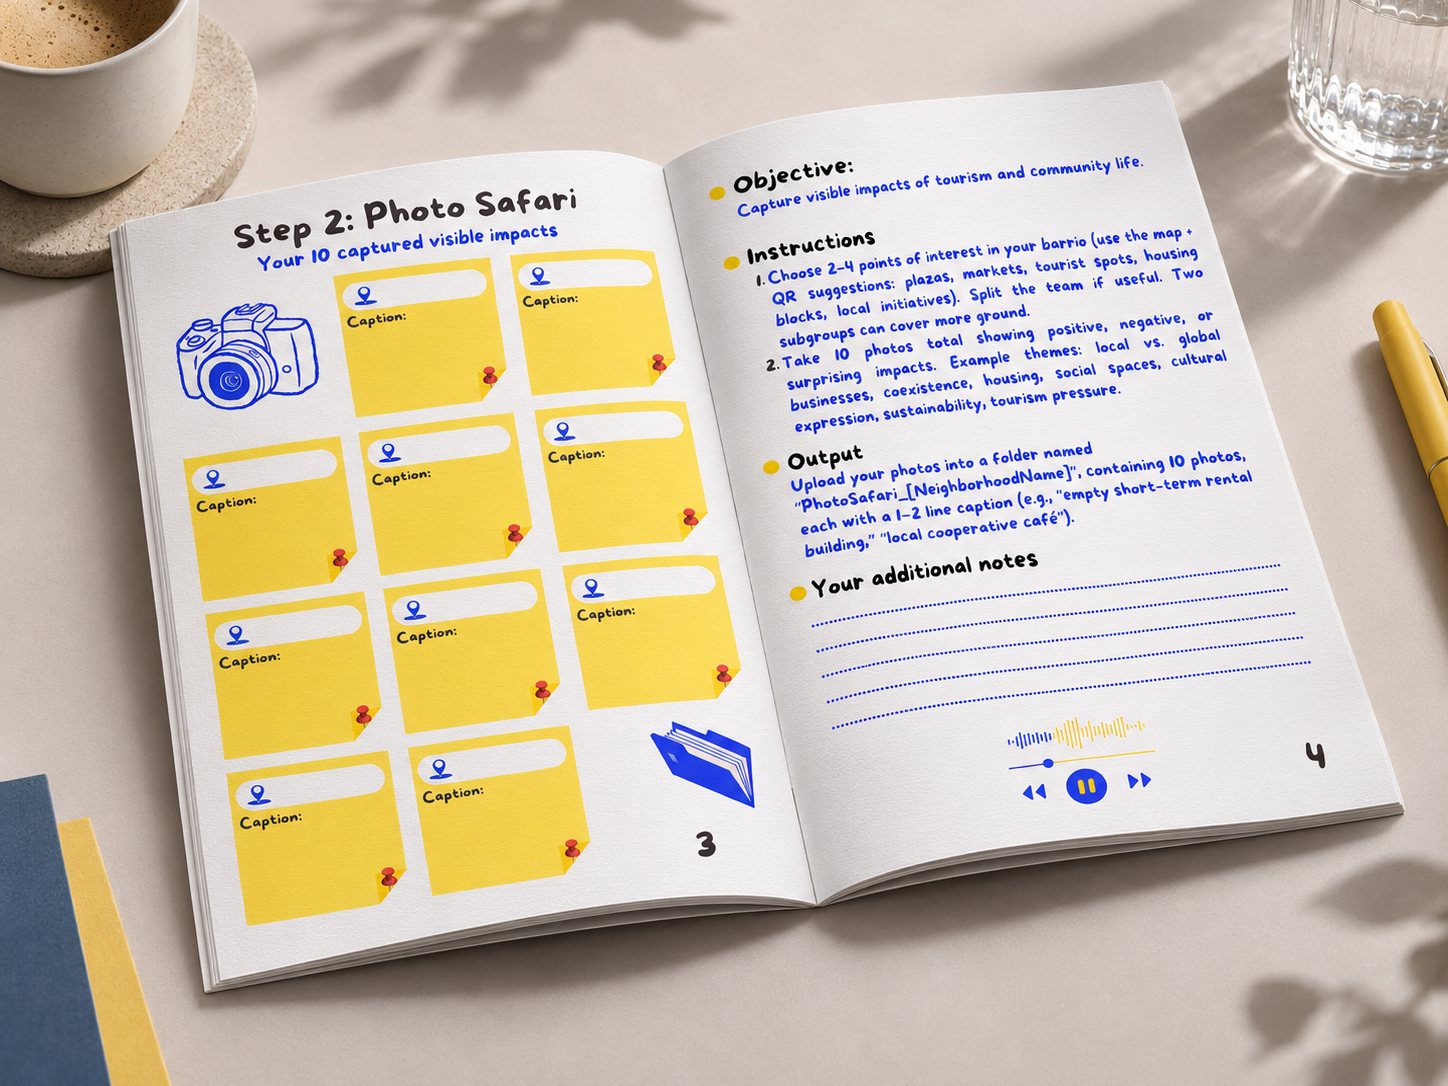 Step 2: Photo Safari
Your 10 captured visible impacts
Caption:
Caption:
Caption:
Caption:
Caption:
Caption:
Caption:
Caption:
Caption:
Caption:
3
Objective:
Capture visible impacts of tourism and community life.
Instructions
1. Choose 2-4 points of interest in your barrio (use the map +
QR suggestions: plazas, markets, tourist spots, housing
blocks, local initiatives). Split the team if useful. Two
subgroups can cover more ground.
2. Take 10 photos total showing positive, negative, or
surprising impacts. Example themes: local vs. global
businesses, coexistence, housing, social spaces, cultural
expression, sustainability, tourism pressure.
Output
Upload your photos into a folder named
"PhotoSafari_[NeighborhoodName]", containing 10 photos,
each with a 1-2 line caption (e.g., "empty short-term rental
building," "local cooperative café").
Your additional notes
4